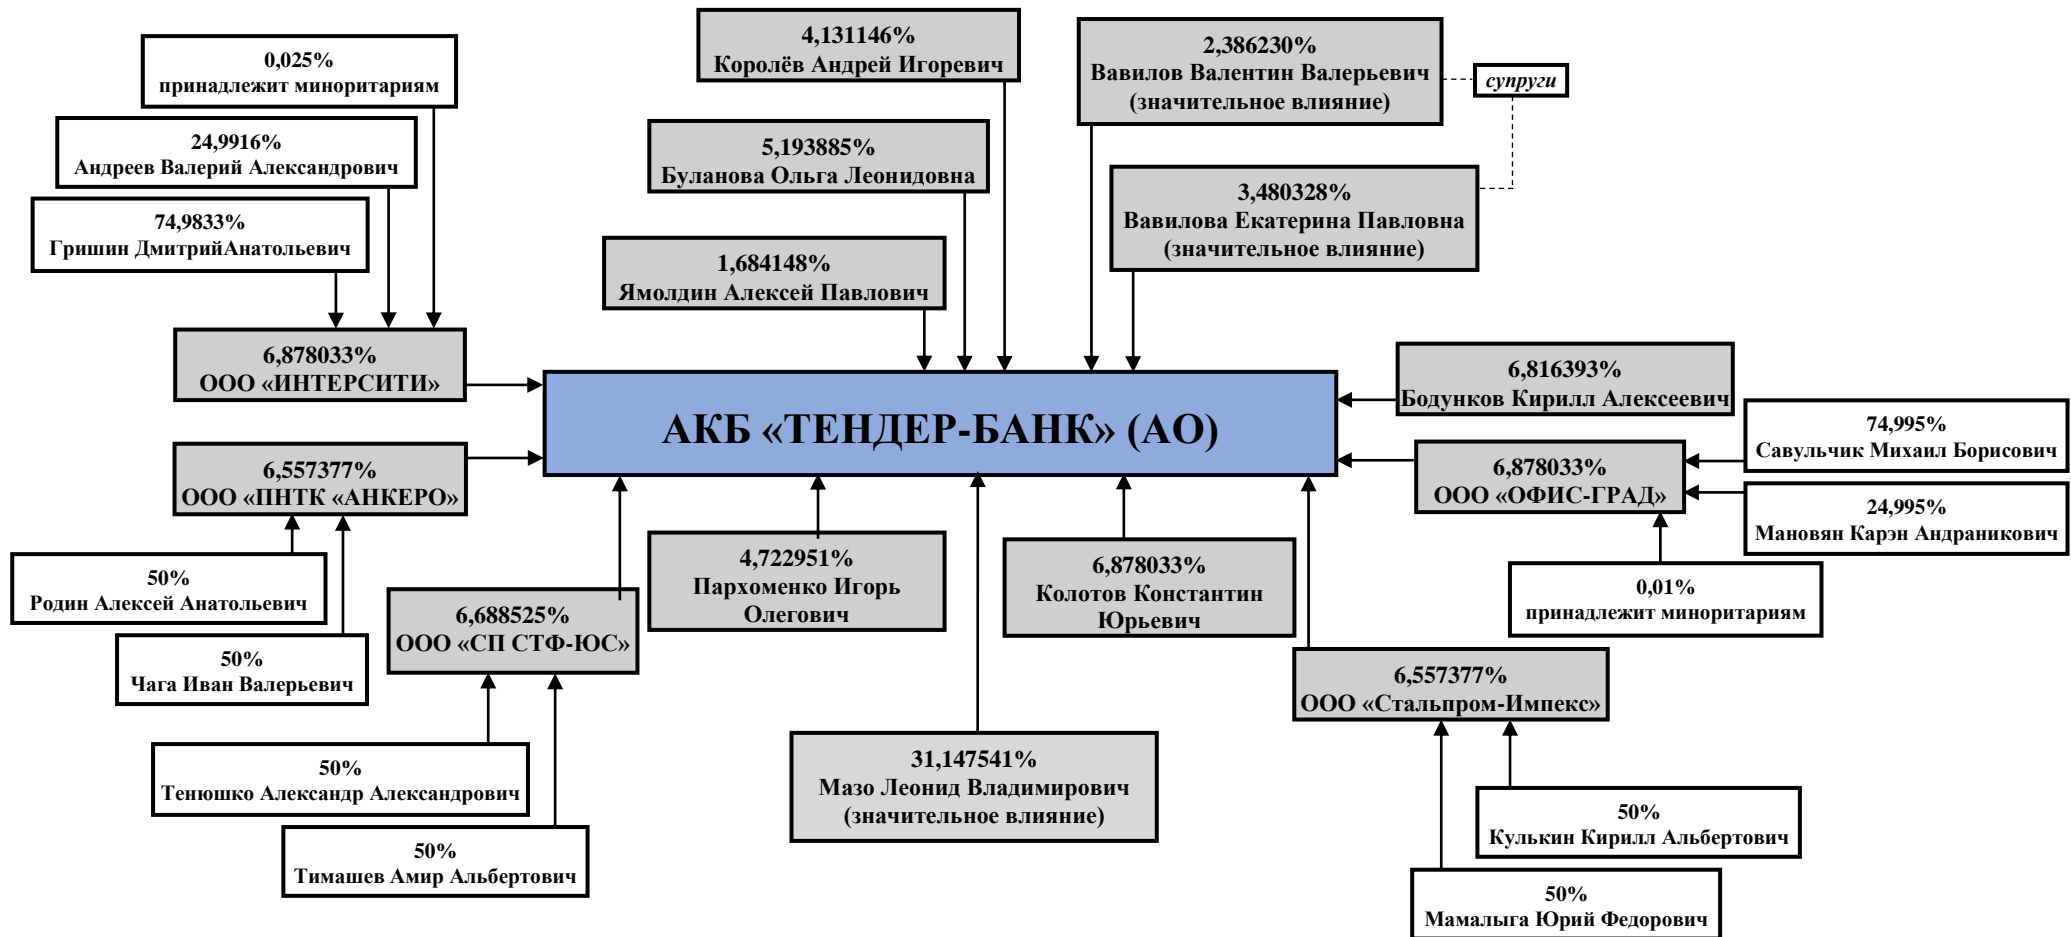 0,025%
принадлежит миноритариям
24,9916%
Андреев Валерий Александрович
74,9833%
Гришин ДмитрийАнатольевич
6,878033%
ООО «ИНТЕРСИТИ»
4,131146%
Королёв Андрей Игоревич
5,193885%
Буланова Ольга Леонидовна
1,684148%
Ямолдин Алексей Павлович
2,386230%
Вавилов Валентин Валерьевич
(значительное влияние)
супруги
3,480328%
Вавилова Екатерина Павловна
(значительное влияние)
АКБ «ТЕНДЕР-БАНК» (АО)
6,816393%
Бодунков Кирилл Алексеевич
74,995%
Савульчик Михаил Борисович
6,878033%
ООО «ОФИС-ГРАД»
24,995%
Мановян Карэн Андраникович
0,01%
принадлежит миноритариям
6,557377%
ООО «ПНТК «АНКЕРО»
50%
Родин Алексей Анатольевич
50%
Чага Иван Валерьевич
6,688525%
ООО «СП СТФ-ЮС»
50%
Тенюшко Александр Александрович
50%
Тимашев Амир Альбертович
4,722951%
Пархоменко Игорь
Олегович
31,147541%
Мазо Леонид Владимирович
(значительное влияние)
6,878033%
Колотов Константин
Юрьевич
6,557377%
ООО «Стальпром-Импекс»
50%
Кулькин Кирилл Альбертович
50%
Мамалыга Юрий Федорович